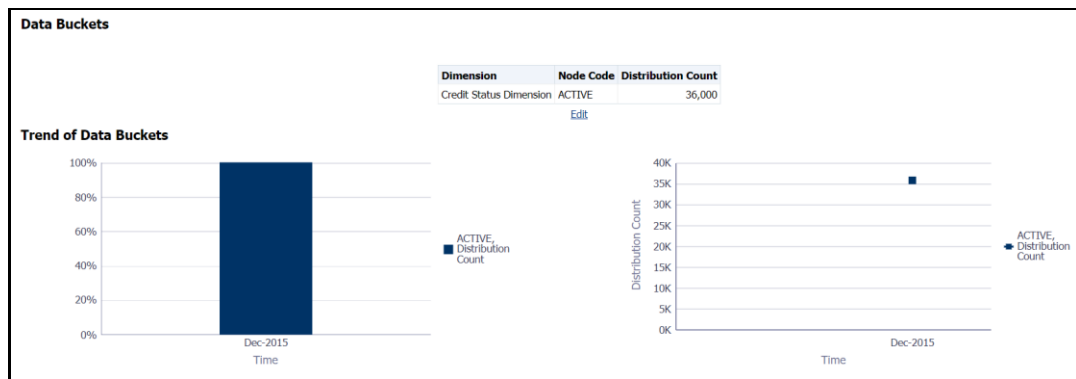 Data Buckets
Dimension Node Code Distribution Count
Credit Status Dimension ACTIVE 36,000
Edit
Trend of Data Buckets
100%
80%
60%
40%
20%
0%
Dec-2015
Time
ACTIVE,
Distribution
Count
40K
35K
30K
25K
20K
15K
10K
5K
0K
Distribution Count
Dec-2015
Time
ACTIVE,
Distribution
Count